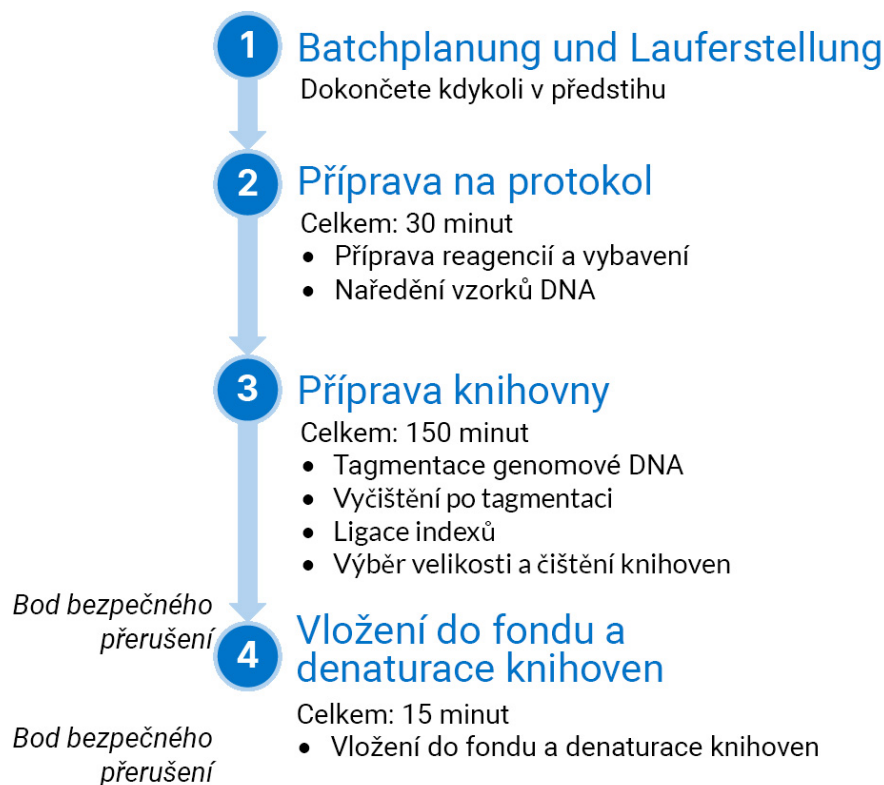 1 Batchplanung und Lauferstellung
Dokončete kdykoli v předstihu
2 Příprava na protokol
Celkem: 30 minut
• Příprava reagencií a vybavení
• Naředění vzorků DNA
3 Příprava knihovny
Celkem: 150 minut
• Tagmentace genomové DNA
• Vyčištění po tagmentaci
• Ligace indexů
• Výběr velikosti a čištění knihoven
Bod bezpečného
přerušení
4 Vložení do fondu a
denaturace knihoven
Celkem: 15 minut
• Vložení do fondu a denaturace knihoven
Bod bezpečného
přerušení